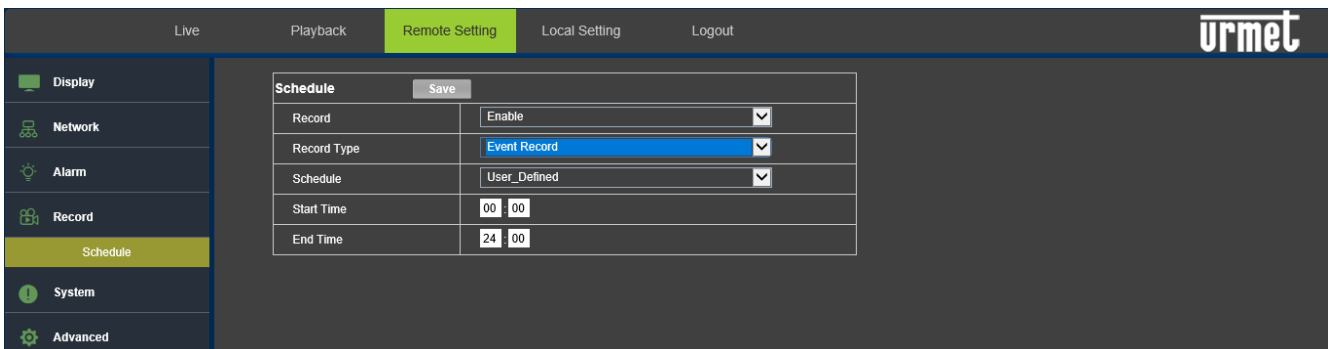 Live Playback Remote Setting Local Setting Logout urmet
Display
Network
Alarm
Record
Schedule
System
Advanced
Schedule Save
Record Enable
Record Type Event Record
Schedule User_Defined
Start Time 00 : 00
End Time 24 : 00